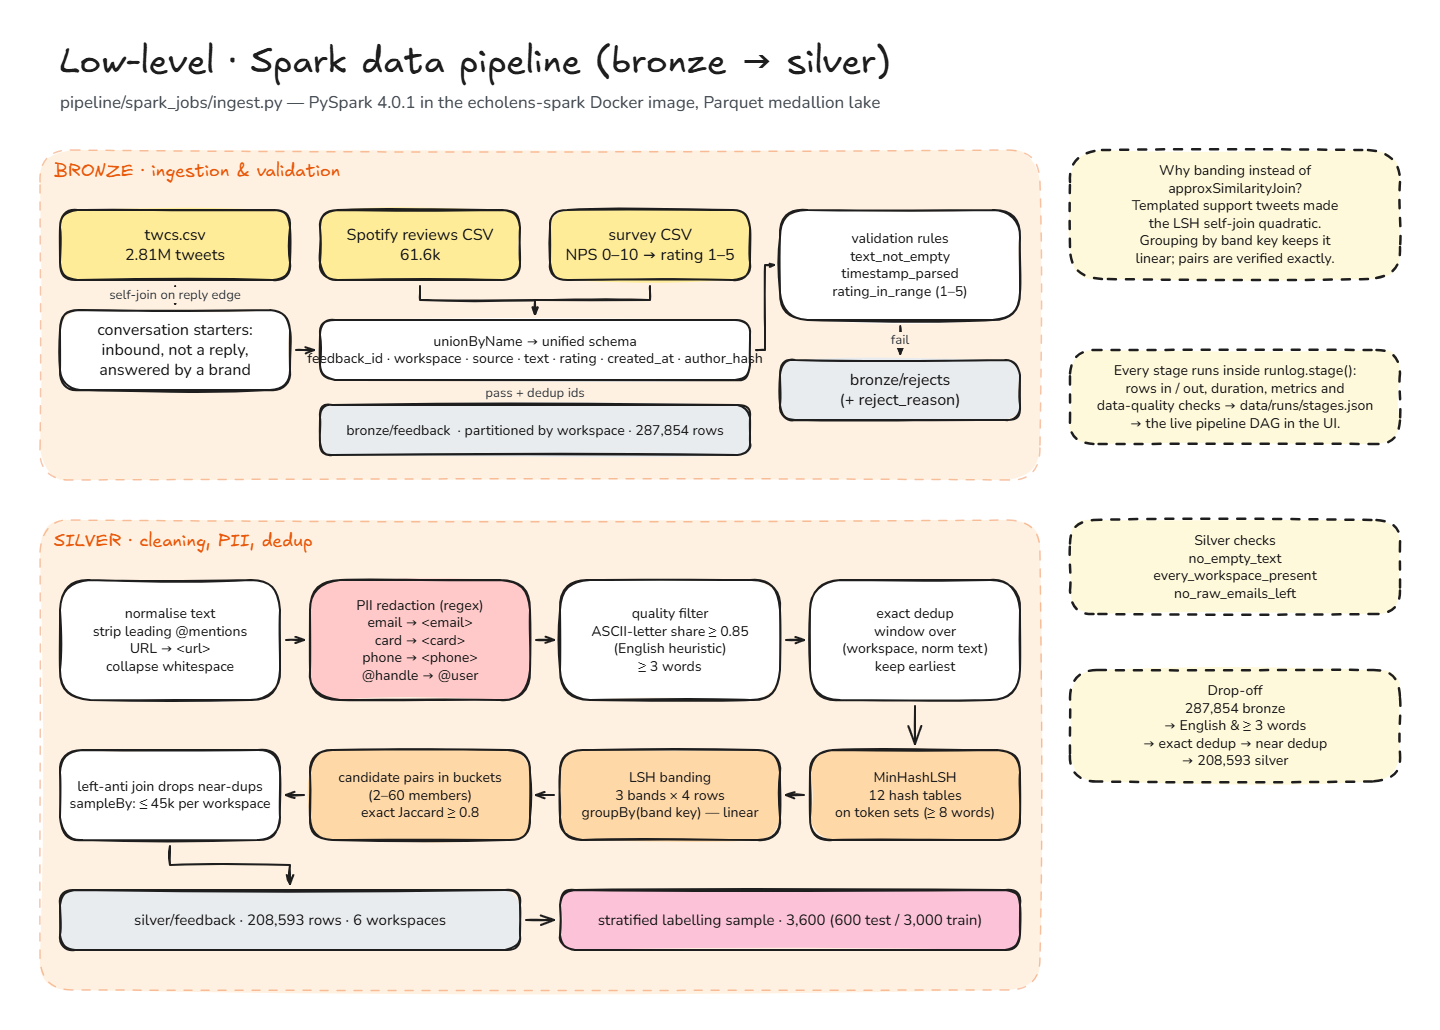 Low-level · Spark data pipeline (bronze → silver)
pipeline/spark_jobs/ingest.py — PySpark 4.0.1 in the echolens-spark Docker image, Parquet medallion lake
BRONZE · ingestion & validation
twcs.csv
2.81M tweets
Spotify reviews CSV
61.6k
survey CSV
NPS 0–10 → rating 1–5
validation rules
text_not_empty
timestamp_parsed
rating_in_range (1–5)
self-join on reply edge
conversation starters:
inbound, not a reply,
answered by a brand
unionByName → unified schema
feedback_id · workspace · source · text · rating · created_at · author_hash
fail
bronze/rejects
(+ reject_reason)
pass + dedup ids
bronze/feedback · partitioned by workspace · 287,854 rows
Why banding instead of
approxSimilarityJoin?
Templated support tweets made
the LSH self-join quadratic.
Grouping by band key keeps it
linear; pairs are verified exactly.
Every stage runs inside runlog.stage():
rows in / out, duration, metrics and
data-quality checks → data/runs/stages.json
→ the live pipeline DAG in the UI.
SILVER · cleaning, PII, dedup
normalise text
strip leading @mentions
URL → <url>
collapse whitespace
PII redaction (regex)
email → <email>
card → <card>
phone → <phone>
@handle → @user
quality filter
ASCII-letter share ≥ 0.85
(English heuristic)
≥ 3 words
exact dedup
window over
(workspace, norm text)
keep earliest
left-anti join drops near-dups
sampleBy: ≤ 45k per workspace
candidate pairs in buckets
(2–60 members)
exact Jaccard ≥ 0.8
LSH banding
3 bands × 4 rows
groupBy(band key) — linear
MinHashLSH
12 hash tables
on token sets (≥ 8 words)
silver/feedback · 208,593 rows · 6 workspaces
stratified labelling sample · 3,600 (600 test / 3,000 train)
Silver checks
no_empty_text
every_workspace_present
no_raw_emails_left
Drop-off
287,854 bronze
→ English & ≥ 3 words
→ exact dedup → near dedup
→ 208,593 silver